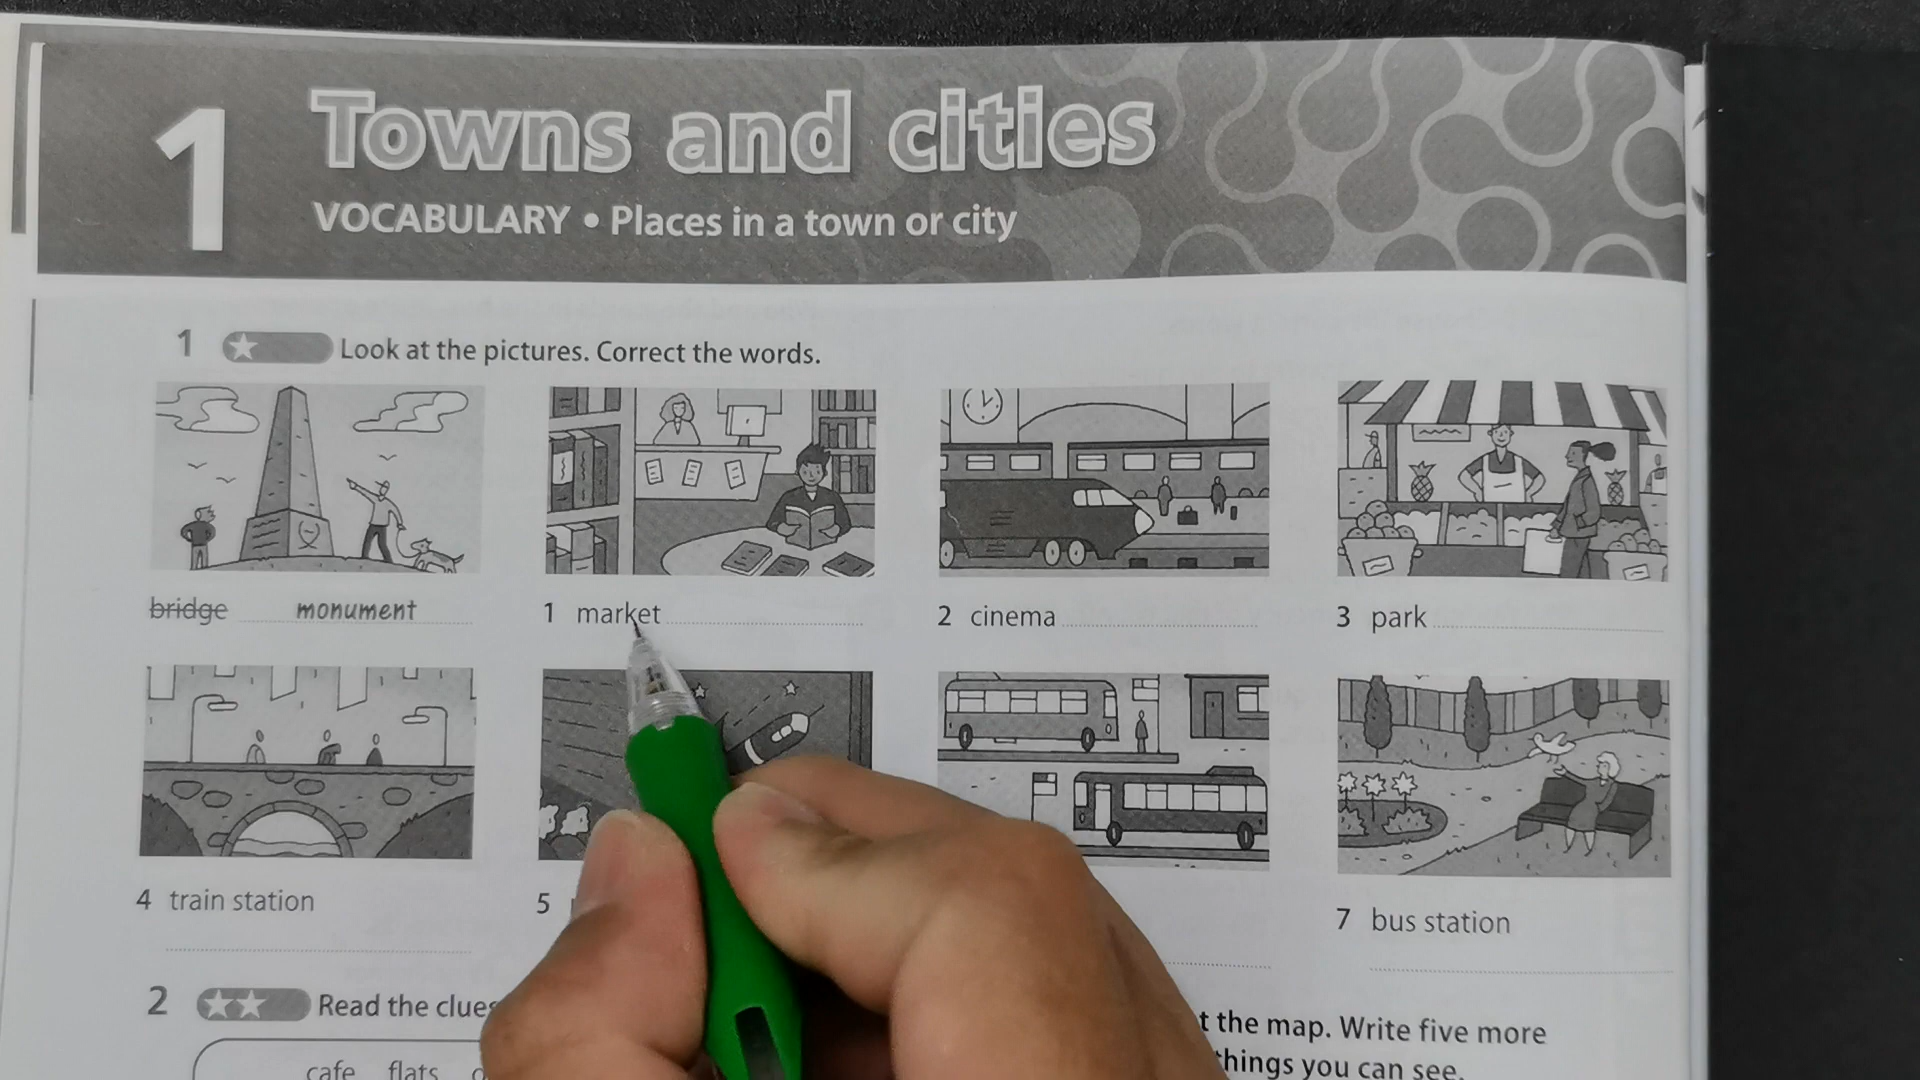 1
Towns and cities
VOCABULARY • Places in a town or city
1 Look at the pictures. Correct the words.
bridge monument
1 market
2 cinema
3 park
4 train station
5
7 bus station
2 Read the clues
t the map. Write five more
things you can see.
cafe flats